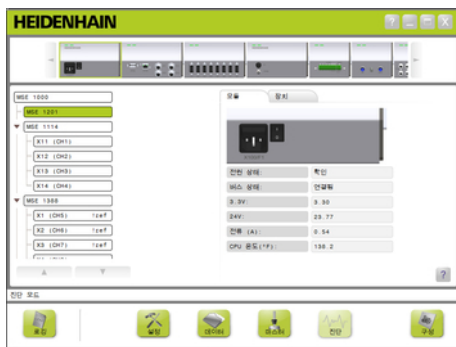 HEIDENHAIN
MSE 1000
MSE 1201
MSE 1114
X11 (CH1)
X12 (CH2)
X13 (CH3)
X14 (CH4)
MSE 1388
X1 (CH5) !ref
X2 (CH6) !ref
X3 (CH7) !ref
모듈 장치
전원 상태: 확인
버스 상태: 연결됨
3.3V: 3.30
24V: 23.77
전류 (A): 0.54
CPU 온도(°F): 136.2
진단 모드
설정
데이터
마스터
진단
구성